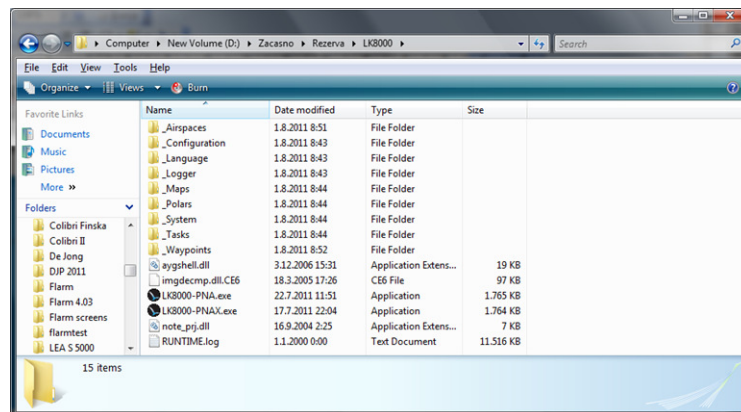 Computer ▸ New Volume (D:) ▸ Zacasno ▸ Rezerva ▸ LK8000 ▸
Search
File Edit View Tools Help
Organize Views Burn
Favorite Links
Documents
Music
Pictures
More »
Folders
Colibri Finska
Colibri II
De Jong
DJP 2011
Flarm
Flarm 4.03
Flarm screens
flarmtest
LEA S 5000
Name Date modified Type Size
_Airspaces 1.8.2011 8:51 File Folder
_Configuration 1.8.2011 8:43 File Folder
_Language 1.8.2011 8:43 File Folder
_Logger 1.8.2011 8:43 File Folder
_Maps 1.8.2011 8:44 File Folder
_Polars 1.8.2011 8:44 File Folder
_System 1.8.2011 8:44 File Folder
_Tasks 1.8.2011 8:44 File Folder
_Waypoints 1.8.2011 8:52 File Folder
aygshell.dll 3.12.2006 15:31 Application Extens... 19 KB
imgdecmp.dll.CE6 18.3.2005 17:26 CE6 File 97 KB
LK8000-PNA.exe 22.7.2011 11:51 Application 1.765 KB
LK8000-PNAX.exe 17.7.2011 22:04 Application 1.764 KB
note_prj.dll 16.9.2004 2:25 Application Extens... 7 KB
RUNTIME.log 1.1.2000 0:00 Text Document 11.516 KB
15 items